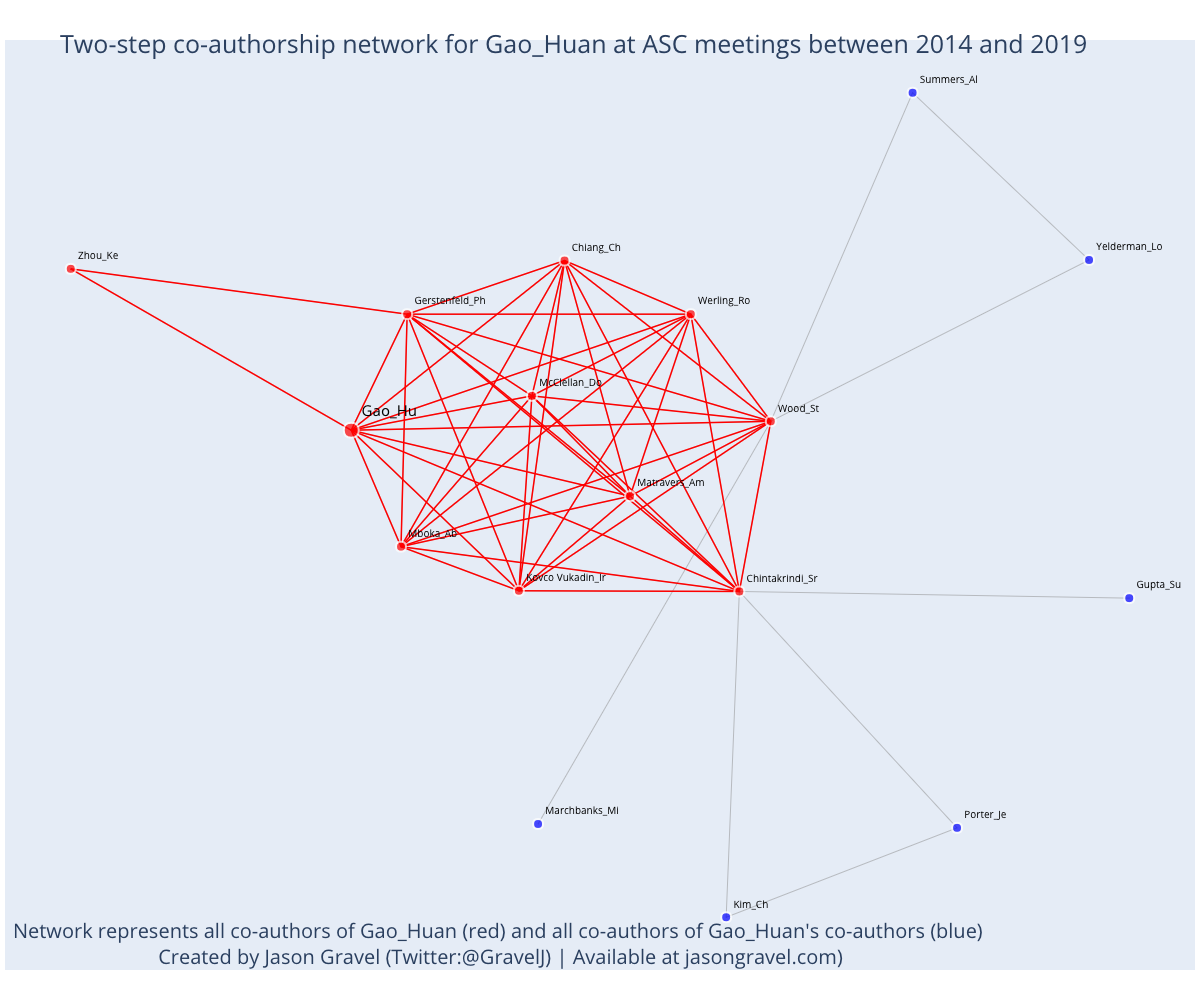 Two-step co-authorship network for Gao_Huan at ASC meetings between 2014 and 2019
Summers_Al
Yelderman_Lo
Chiang_Ch
Zhou_Ke
Gerstenfeld_Ph
Werling_Ro
McClellan_Do
Gao_Hu
Wood_St
Matravers_Am
Mboka_Ab
Kovco Vukadin_Ir
Chintakrindi_Sr
Gupta_Su
Marchbanks_Mi
Porter_Je
Kim_Ch
Network represents all co-authors of Gao_Huan (red) and all co-authors of Gao_Huan's co-authors (blue)
Created by Jason Gravel (Twitter:@GravelJ) | Available at jasongravel.com)